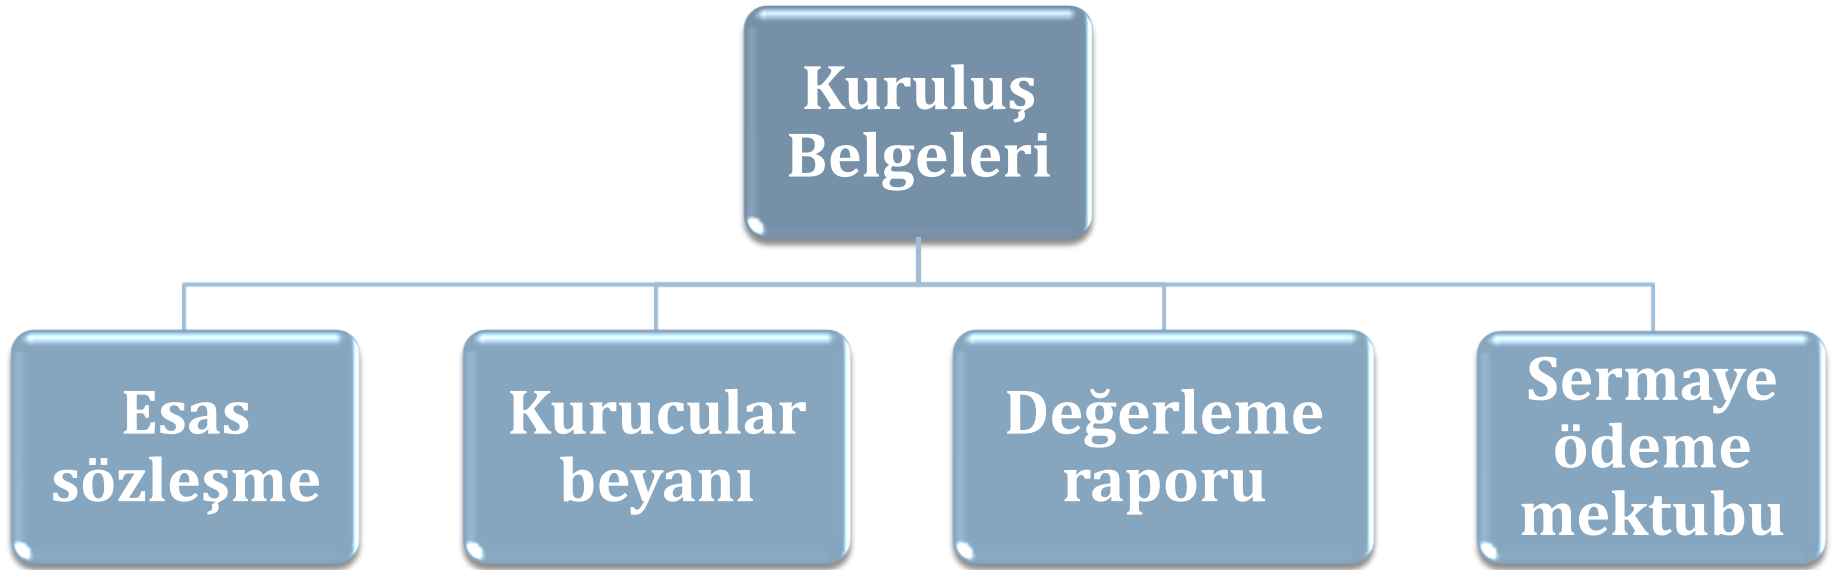 Kuruluş
Belgeleri
Esas
sözleşme
Kurucular
beyanı
Değerleme
raporu
Sermaye
ödeme
mektubu